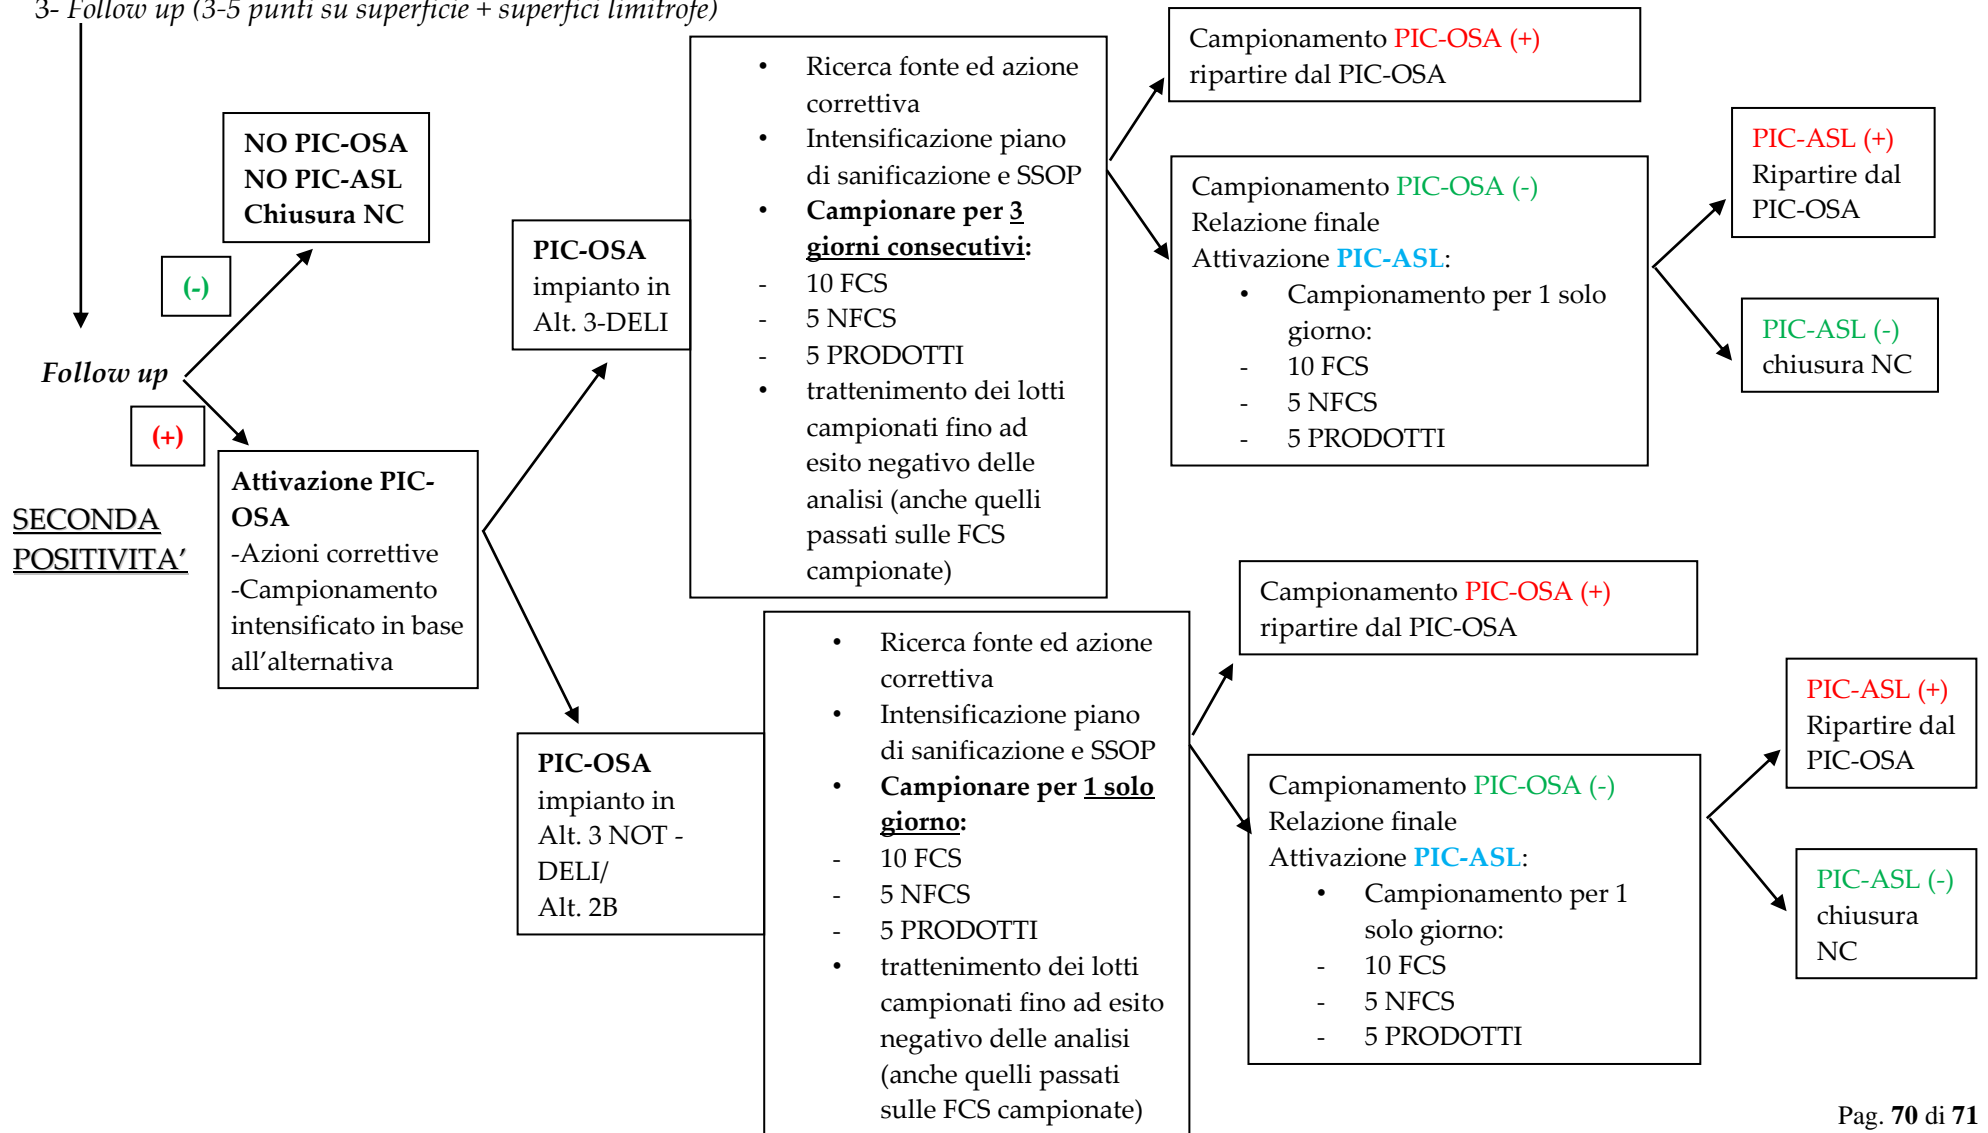 3- Follow up (3-5 punti su superficie + superfici limitrofe)
NO PIC-OSA
NO PIC-ASL
Chiusura NC
(-)
Follow up
(+)
SECONDA
POSITIVITA’
Attivazione PIC-
OSA
-Azioni correttive
-Campionamento
intensificato in base
all’alternativa
PIC-OSA
impianto in
Alt. 3-DELI
• Ricerca fonte ed azione
correttiva
• Intensificazione piano
di sanificazione e SSOP
• Campionare per 3
giorni consecutivi:
- 10 FCS
- 5 NFCS
- 5 PRODOTTI
• trattenimento dei lotti
campionati fino ad
esito negativo delle
analisi (anche quelli
passati sulle FCS
campionate)
Campionamento PIC-OSA (+)
ripartire dal PIC-OSA
Campionamento PIC-OSA (-)
Relazione finale
Attivazione PIC-ASL:
• Campionamento per 1 solo
giorno:
- 10 FCS
- 5 NFCS
- 5 PRODOTTI
PIC-ASL (+)
Ripartire dal
PIC-OSA
PIC-ASL (-)
chiusura NC
PIC-OSA
impianto in
Alt. 3 NOT -
DELI/
Alt. 2B
• Ricerca fonte ed azione
correttiva
• Intensificazione piano
di sanificazione e SSOP
• Campionare per 1 solo
giorno:
- 10 FCS
- 5 NFCS
- 5 PRODOTTI
• trattenimento dei lotti
campionati fino ad esito
negativo delle analisi
(anche quelli passati
sulle FCS campionate)
Campionamento PIC-OSA (+)
ripartire dal PIC-OSA
Campionamento PIC-OSA (-)
Relazione finale
Attivazione PIC-ASL:
• Campionamento per 1
solo giorno:
- 10 FCS
- 5 NFCS
- 5 PRODOTTI
PIC-ASL (+)
Ripartire dal
PIC-OSA
PIC-ASL (-)
chiusura
NC
Pag. 70 di 71